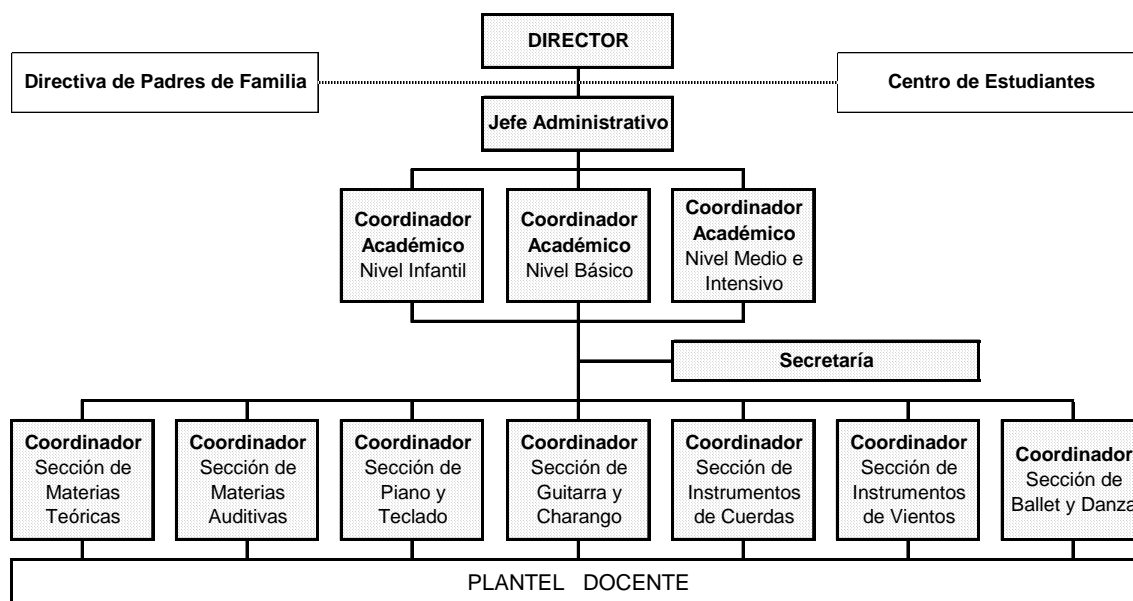 DIRECTOR
Directiva de Padres de Familia
Centro de Estudiantes
Jefe Administrativo
Coordinador
Académico
Nivel Infantil
Coordinador
Académico
Nivel Básico
Coordinador
Académico
Nivel Medio e
Intensivo
Secretaría
Coordinador
Sección de
Materias
Teóricas
Coordinador
Sección de
Materias
Auditivas
Coordinador
Sección de
Piano y
Teclado
Coordinador
Sección de
Guitarra y
Charango
Coordinador
Sección de
Instrumentos
de Cuerdas
Coordinador
Sección de
Instrumentos
de Vientos
Coordinador
Sección de
Ballet y Danza
PLANTEL DOCENTE